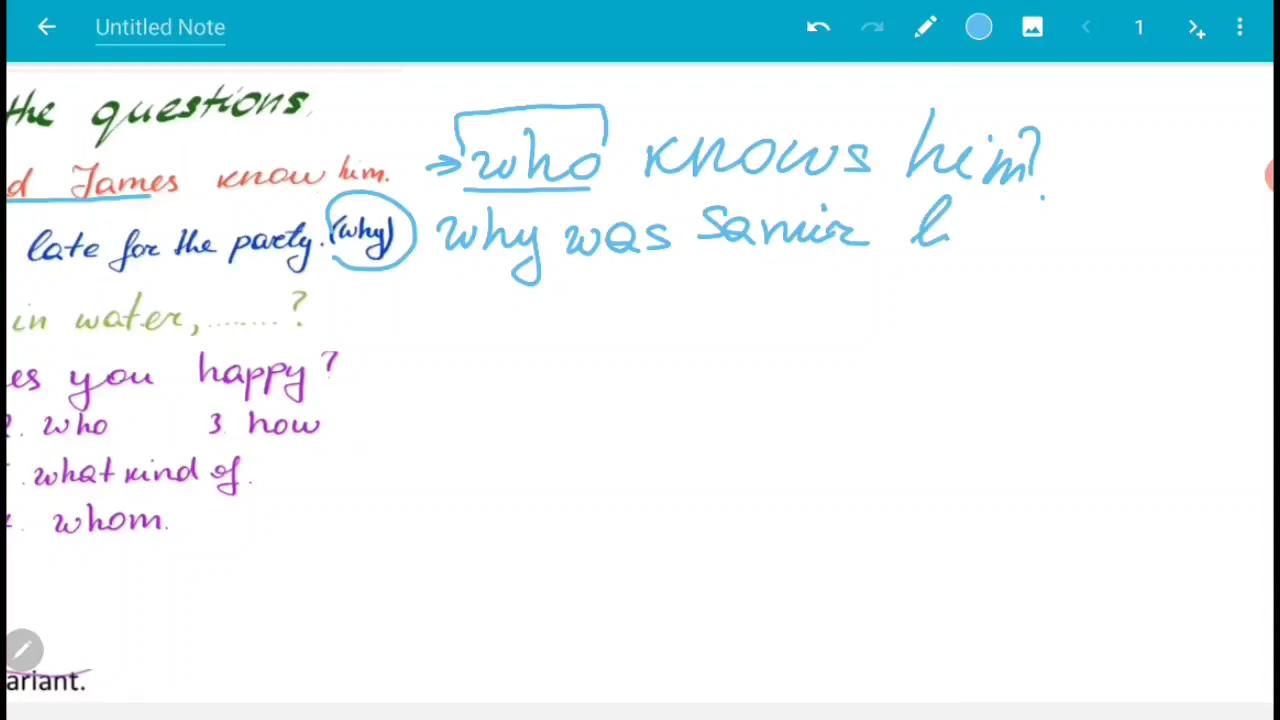 Untitled Note
1
the questions.
d James know him.
→ who knows him?
late for the party. (why)
why was Samir l
in water, ........ ?
es you happy?
2. who 3. how
. what kind of.
. whom.
ariant.